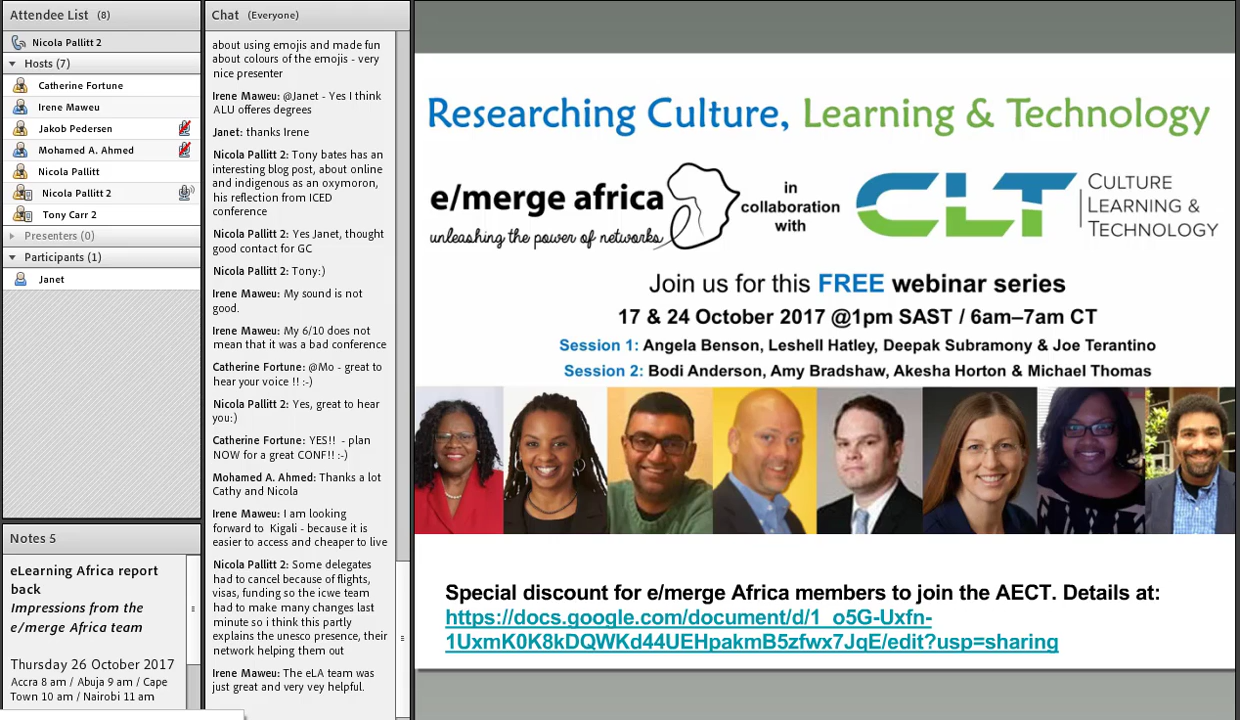 Attendee List (8)
Nicola Pallitt 2
Hosts (7)
Catherine Fortune
Irene Maweu
Jakob Pedersen
Mohamed A. Ahmed
Nicola Pallitt
Nicola Pallitt 2
Tony Carr 2
Presenters (0)
Participants (1)
Janet
Notes 5
eLearning Africa report
back
Impressions from the
e/merge Africa team
Thursday 26 October 2017
Accra 8 am / Abuja 9 am / Cape
Town 10 am / Nairobi 11 am
Chat (Everyone)
about using emojis and made fun
about colours of the emojis - very
nice presenter
Irene Maweu: @Janet - Yes I think
ALU offeres degrees
Janet: thanks Irene
Nicola Pallitt 2: Tony bates has an
interesting blog post, about online
and indigenous as an oxymoron,
his reflection from ICED
conference
Nicola Pallitt 2: Yes Janet, thought
good contact for GC
Nicola Pallitt 2: Tony:)
Irene Maweu: My sound is not
good.
Irene Maweu: My 6/10 does not
mean that it was a bad conference
Catherine Fortune: @Mo - great to
hear your voice !! :-)
Nicola Pallitt 2: Yes, great to hear
you:)
Catherine Fortune: YES!! - plan
NOW for a great CONF!! :-)
Mohamed A. Ahmed: Thanks a lot
Cathy and Nicola
Irene Maweu: I am looking
forward to Kigali - because it is
easier to access and cheaper to live
Nicola Pallitt 2: Some delegates
had to cancel because of flights,
visas, funding so the icwe team
had to make many changes last
minute so i think this partly
explains the unesco presence, their
network helping them out
Irene Maweu: The eLA team was
just great and very vey helpful.
Researching Culture, Learning & Technology
e/merge africa
unleashing the power of networks
in
collaboration
with
CLT
CULTURE
LEARNING &
TECHNOLOGY
Join us for this FREE webinar series
17 & 24 October 2017 @1pm SAST / 6am–7am CT
Session 1: Angela Benson, Leshell Hatley, Deepak Subramony & Joe Terantino
Session 2: Bodi Anderson, Amy Bradshaw, Akesha Horton & Michael Thomas
Special discount for e/merge Africa members to join the AECT. Details at:
https://docs.google.com/document/d/1_o5G-Uxfn-
1UxmK0K8kDQWKd44UEHpakmB5zfwx7JqE/edit?usp=sharing